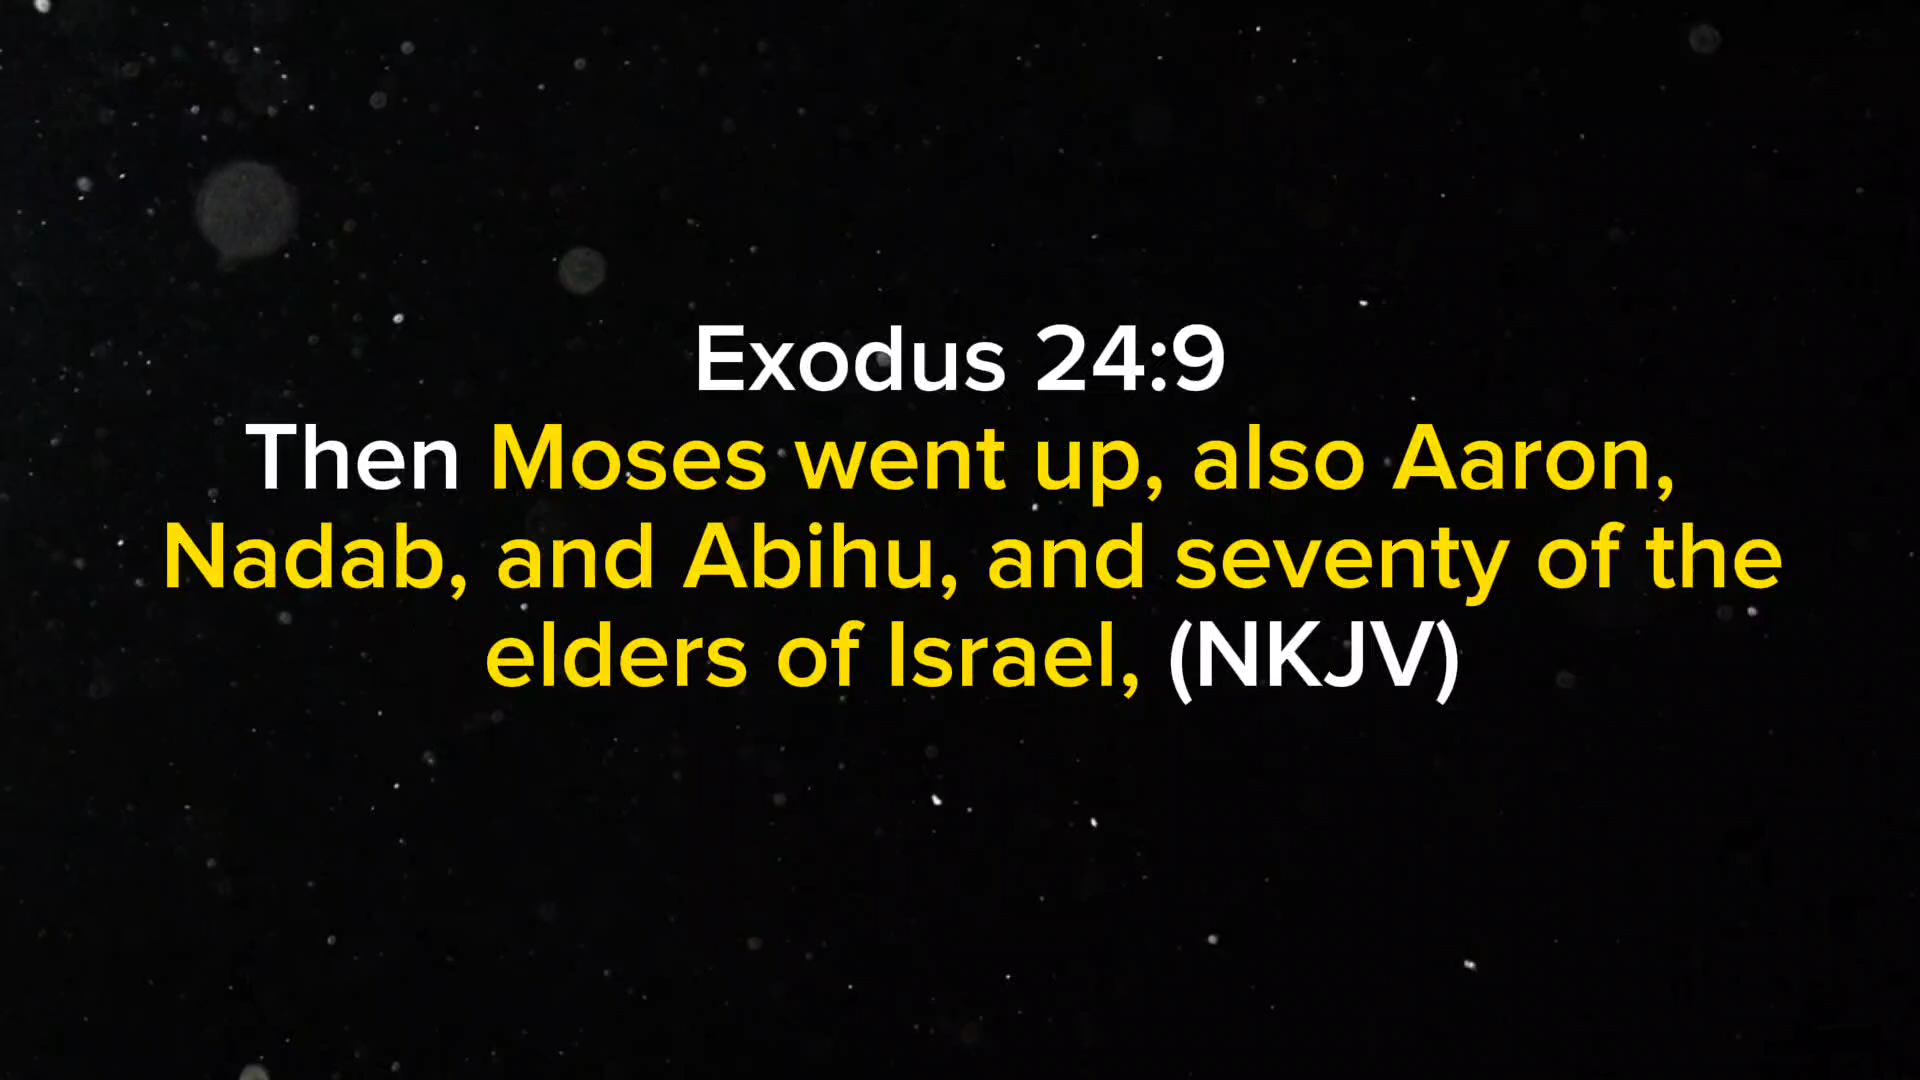 Exodus 24:9
Then Moses went up, also Aaron,
Nadab, and Abihu, and seventy of the
elders of Israel, (NKJV)